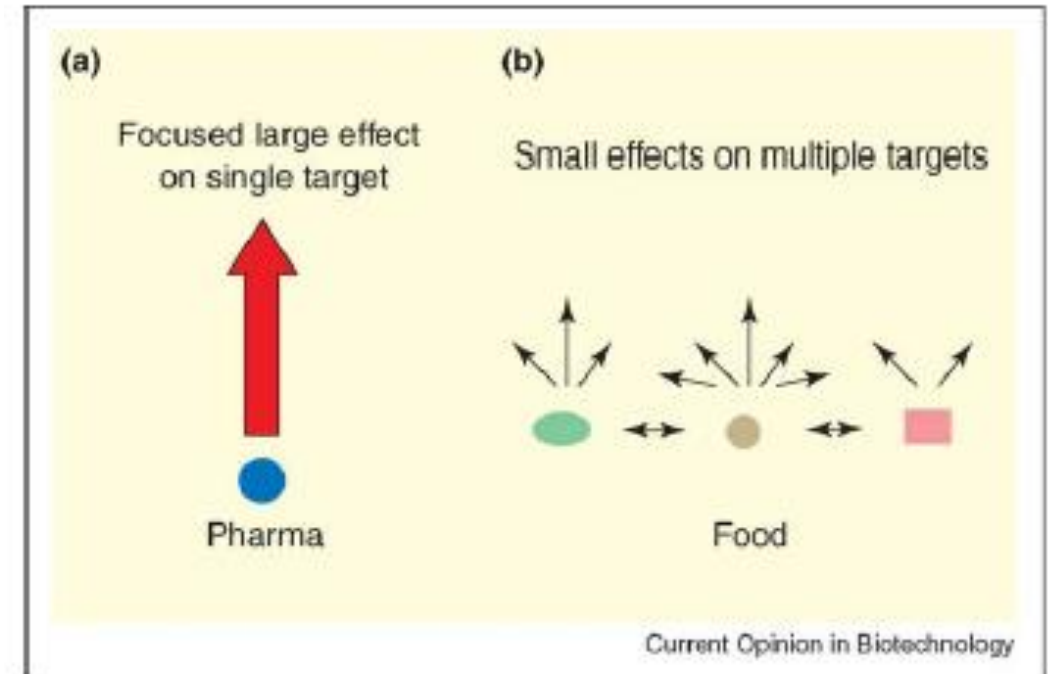 (a)
Focused large effect
on single target
Pharma
(b)
Small effects on multiple targets
Food
Current Opinion in Biotechnology